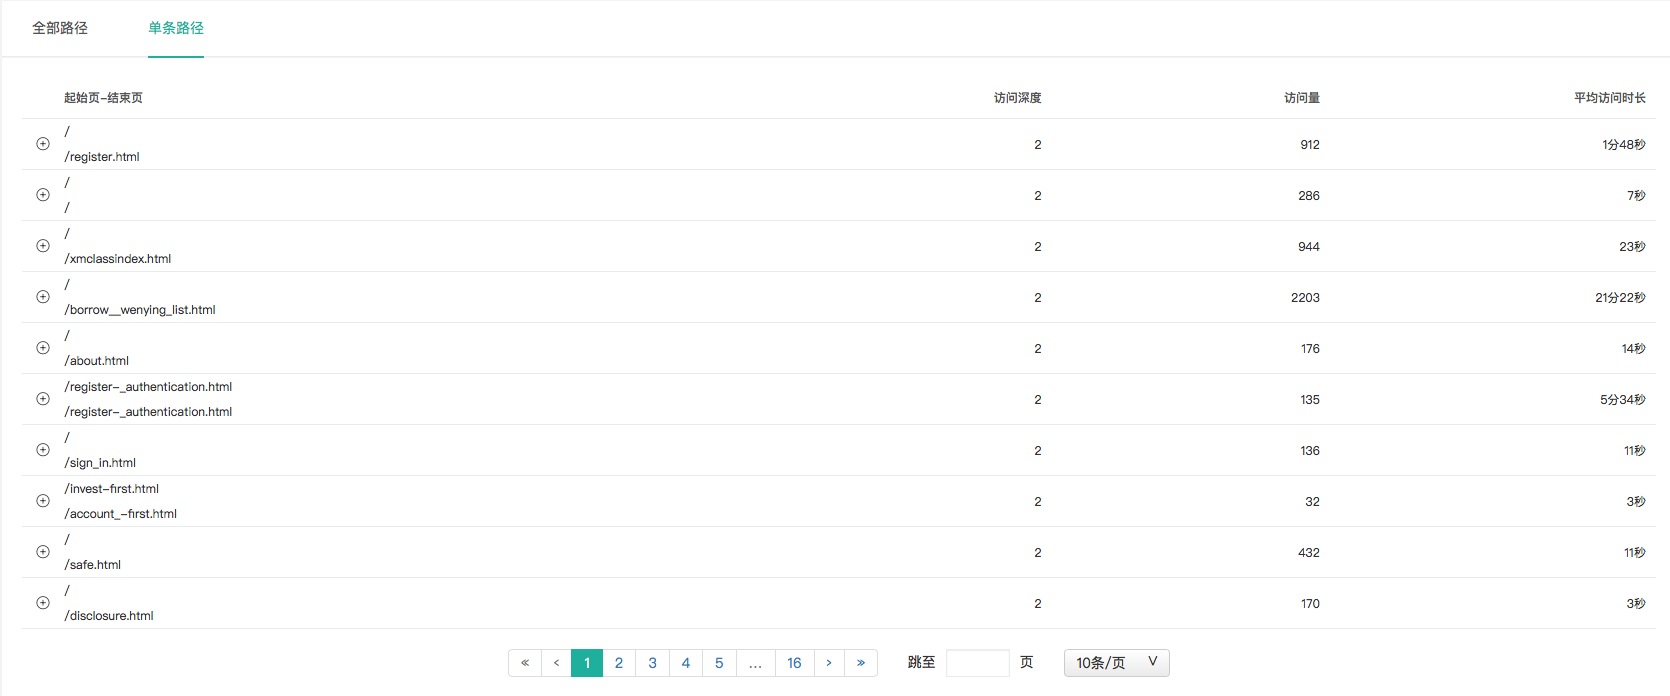 全部路径 单条路径
起始页-结束页 访问深度 访问量 平均访问时长
/
/register.html 2 912 1分48秒
/
/ 2 286 7秒
/
/xmclassindex.html 2 944 23秒
/
/borrow__wenying_list.html 2 2203 21分22秒
/
/about.html 2 176 14秒
/register-_authentication.html
/register-_authentication.html 2 135 5分34秒
/
/sign_in.html 2 136 11秒
/invest-first.html
/account_-first.html 2 32 3秒
/
/safe.html 2 432 11秒
/
/disclosure.html 2 170 3秒
« ‹ 1 2 3 4 5 ... 16 › » 跳至 页 10条/页 V